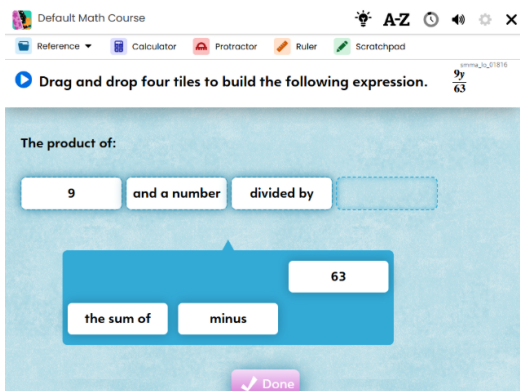 Default Math Course
A-Z
Reference
Calculator
Protractor
Ruler
Scratchpad
Drag and drop four tiles to build the following expression.
9y
63
The product of:
9
and a number
divided by
63
the sum of
minus
Done